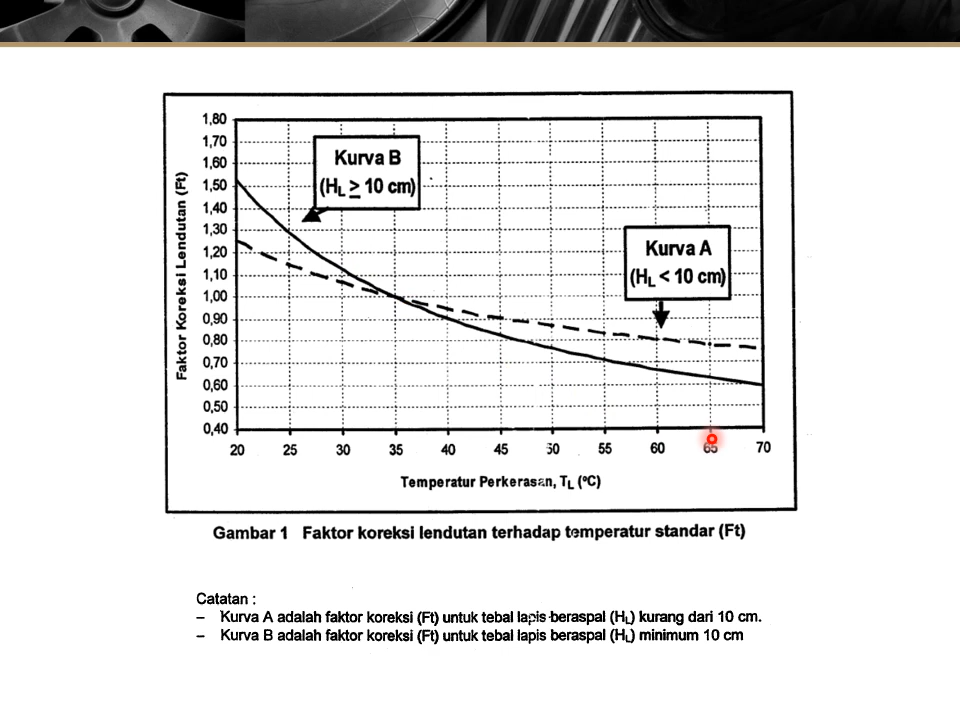 1,80
1,70
1,60
1,50
1,40
1,30
1,20
1,10
1,00
0,90
0,80
0,70
0,60
0,50
0,40
Faktor Koreksi Lendutan (Ft)
Kurva B
(HL ≥ 10 cm)
Kurva A
(HL < 10 cm)
20 25 30 35 40 45 50 55 60 65 70
Temperatur Perkerasan, TL (ºC)
Gambar 1 Faktor koreksi lendutan terhadap temperatur standar (Ft)
Catatan :
– Kurva A adalah faktor koreksi (Ft) untuk tebal lapis beraspal (HL) kurang dari 10 cm.
– Kurva B adalah faktor koreksi (Ft) untuk tebal lapis beraspal (HL) minimum 10 cm